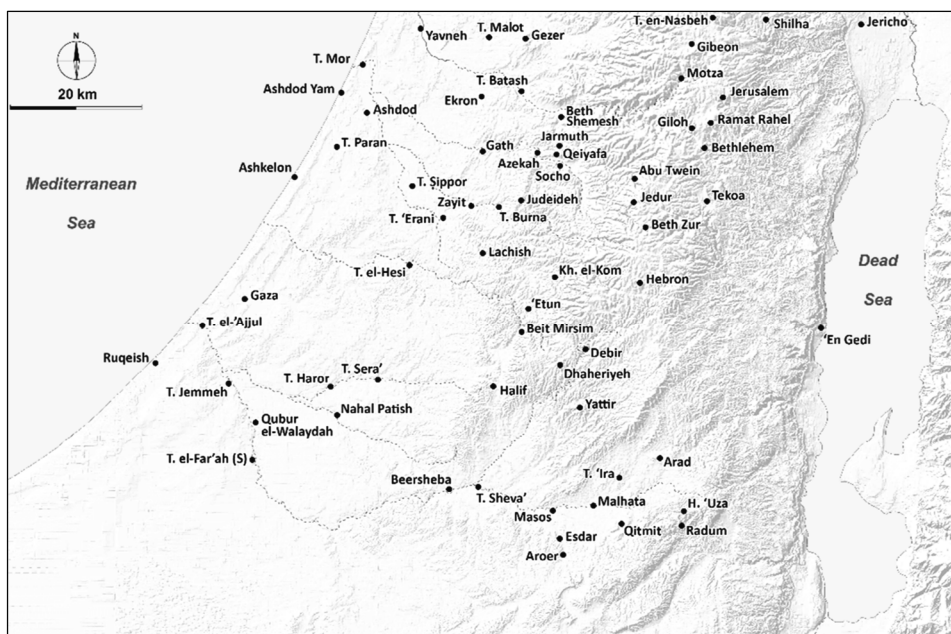 T. en-Nasbeh
Shilha
Jericho
Yavneh
T. Malot
Gezer
Gibeon
N
T. Mor
Motza
20 km
T. Batash
Ashdod Yam
Ekron
Jerusalem
Ashdod
Beth
Shemesh
Giloh
Ramat Rahel
T. Paran
Gath
Jarmuth
Bethlehem
Azekah
Qeiyafa
Socho
Ashkelon
Abu Twein
Mediterranean
Sea
T. Sippor
Zayit
Judeideh
Jedur
Tekoa
T. ‘Erani
T. Burna
Beth Zur
Lachish
T. el-Hesi
Kh. el-Kom
Hebron
Dead
Sea
Gaza
‘Etun
T. el-’Ajjul
Beit Mirsim
‘En Gedi
Ruqeish
Debir
Dhaheriyeh
T. Sera’
T. Jemmeh
T. Haror
Halif
Yattir
Nahal Patish
Qubur
el-Walaydah
T. el-Far’ah (S)
Arad
T. ‘Ira
Beersheba
T. Sheva’
Malhata
H. ‘Uza
Masos
Qitmit
Radum
Esdar
Aroer